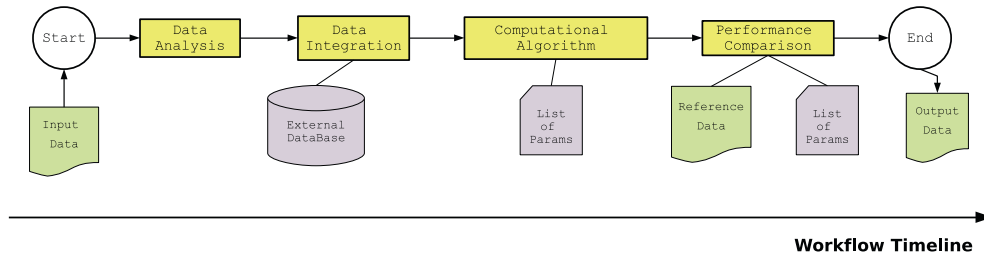 Start
Data
Analysis
Data
Integration
Computational
Algorithm
Performance
Comparison
End
Input
Data
External
DataBase
List
of
Params
Reference
Data
List
of
Params
Output
Data
Workflow Timeline